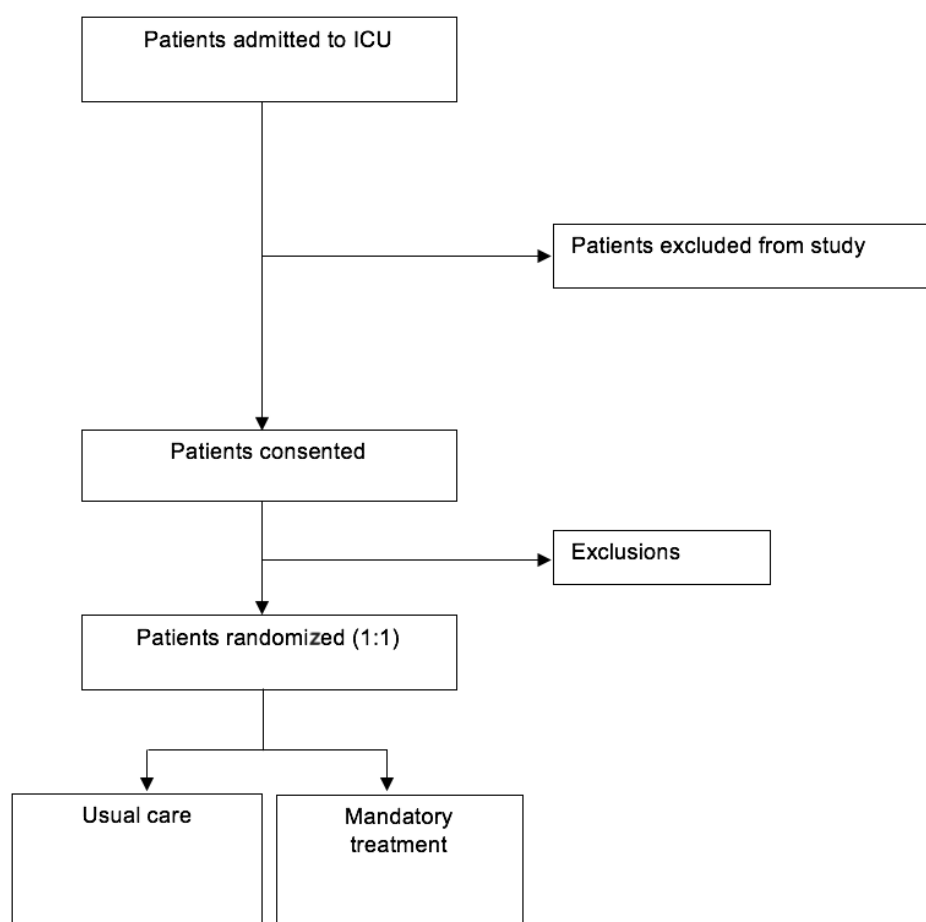 Patients admitted to ICU
Patients excluded from study
Patients consented
Exclusions
Patients randomized (1:1)
Usual care
Mandatory
treatment